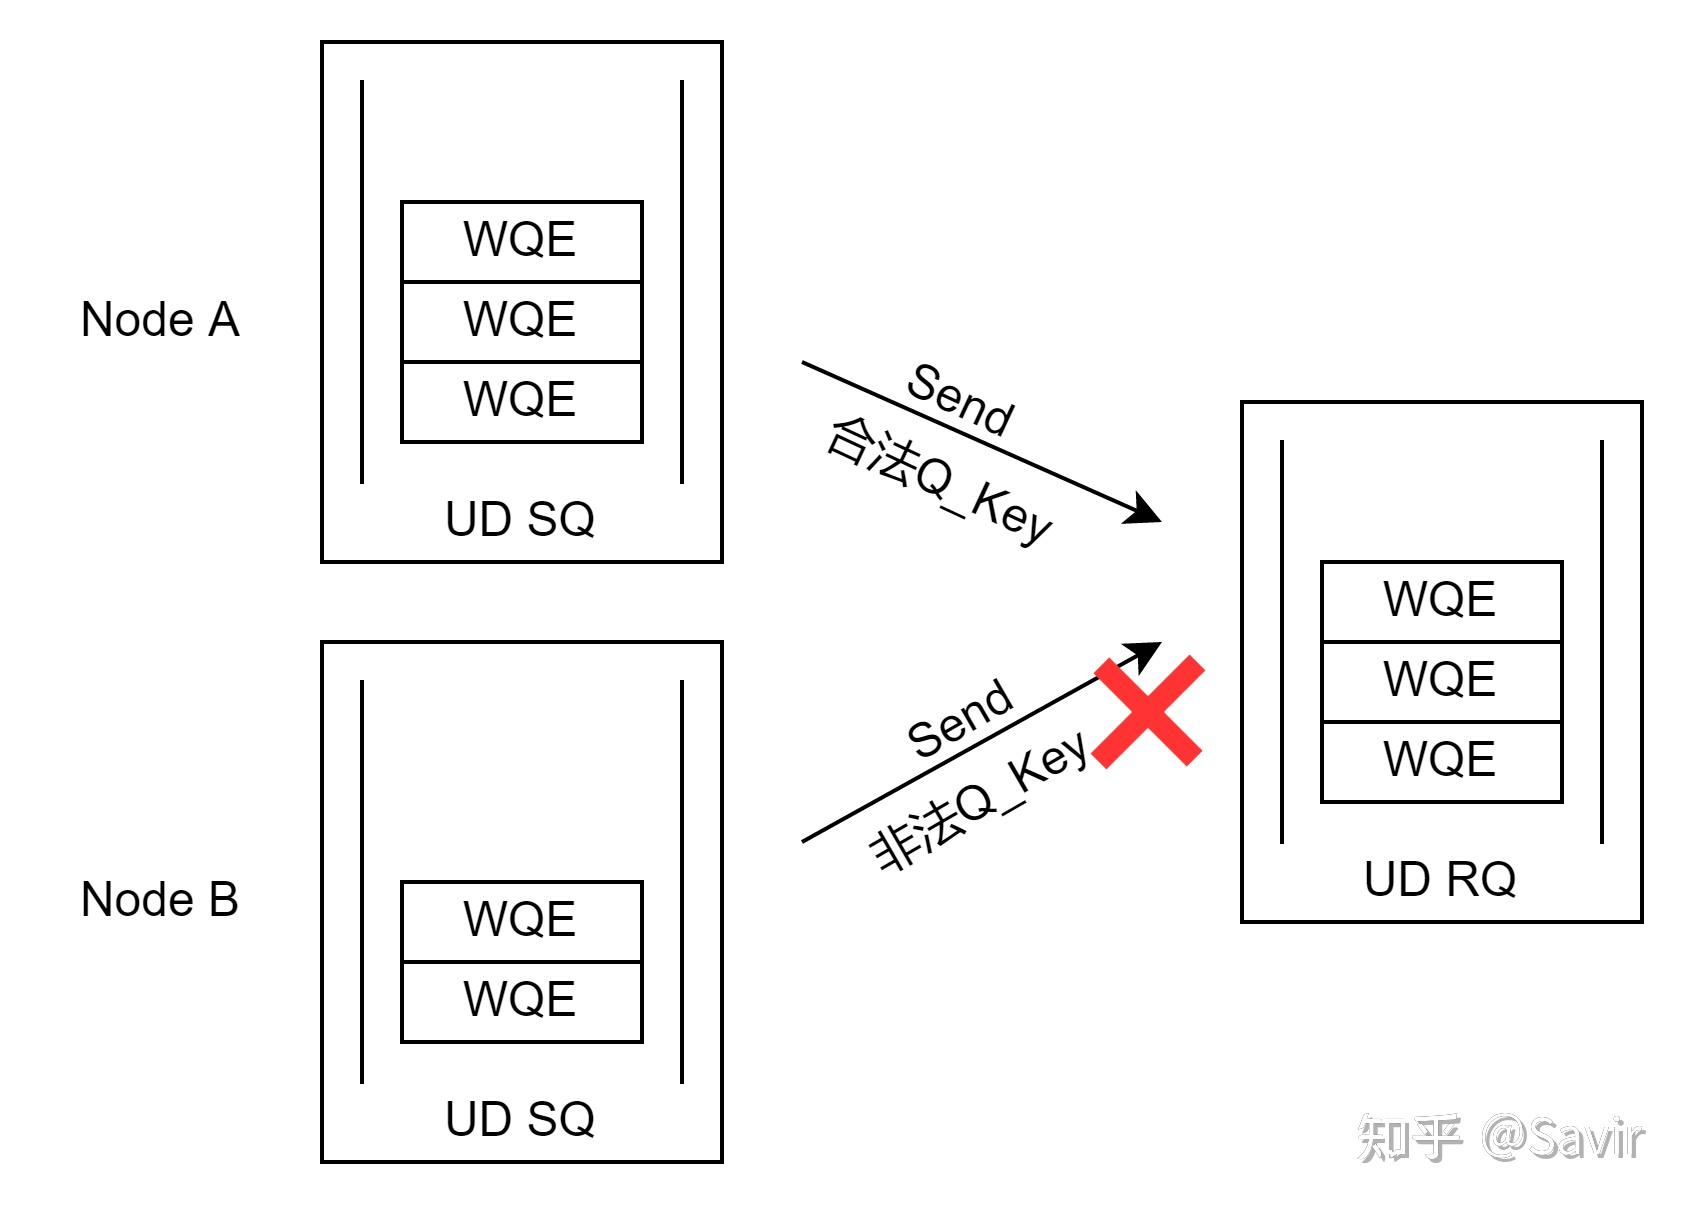 Node A
WQE
WQE
WQE
UD SQ
Send
合法Q_Key
Node B
WQE
WQE
UD SQ
Send
非法Q_Key
WQE
WQE
WQE
UD RQ
知乎 @Savir